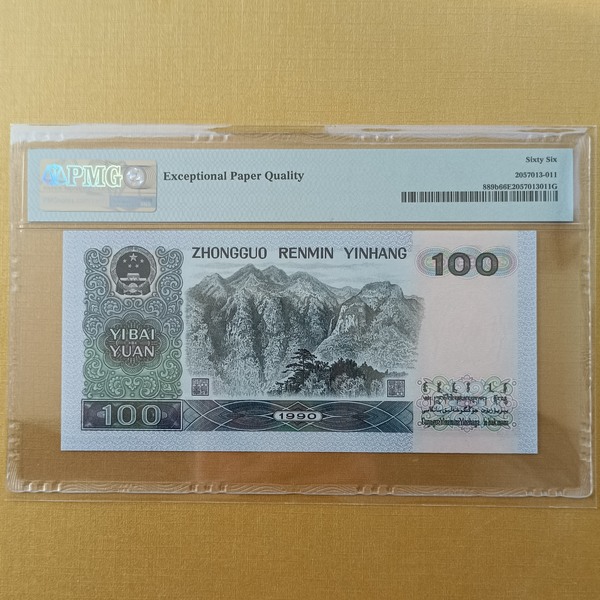 PMG
Exceptional Paper Quality
Sixty Six
2057013-011
889b66E2057013011G
ZHONGGUO RENMIN YINHANG
100
YIBAI
YUAN
100
1990